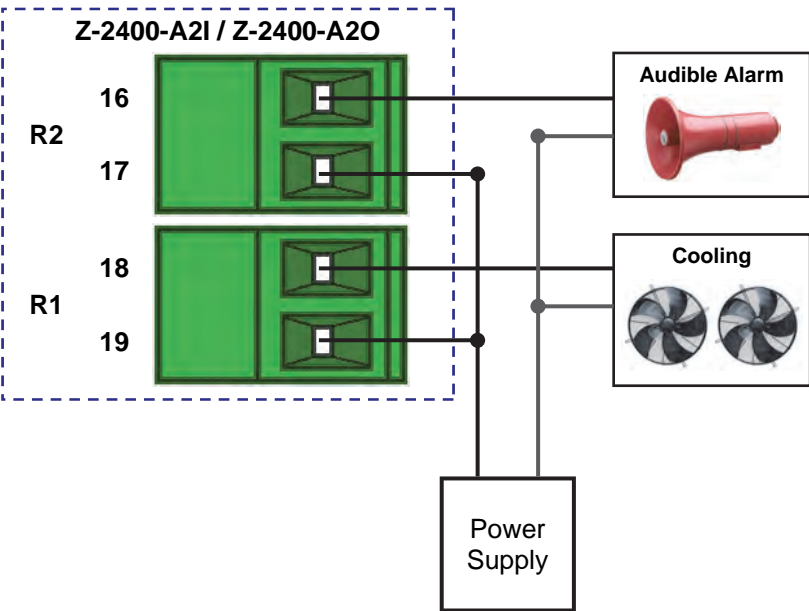 Z-2400-A2I / Z-2400-A2O
16
R2
17
18
R1
19
Audible Alarm
Cooling
Power
Supply